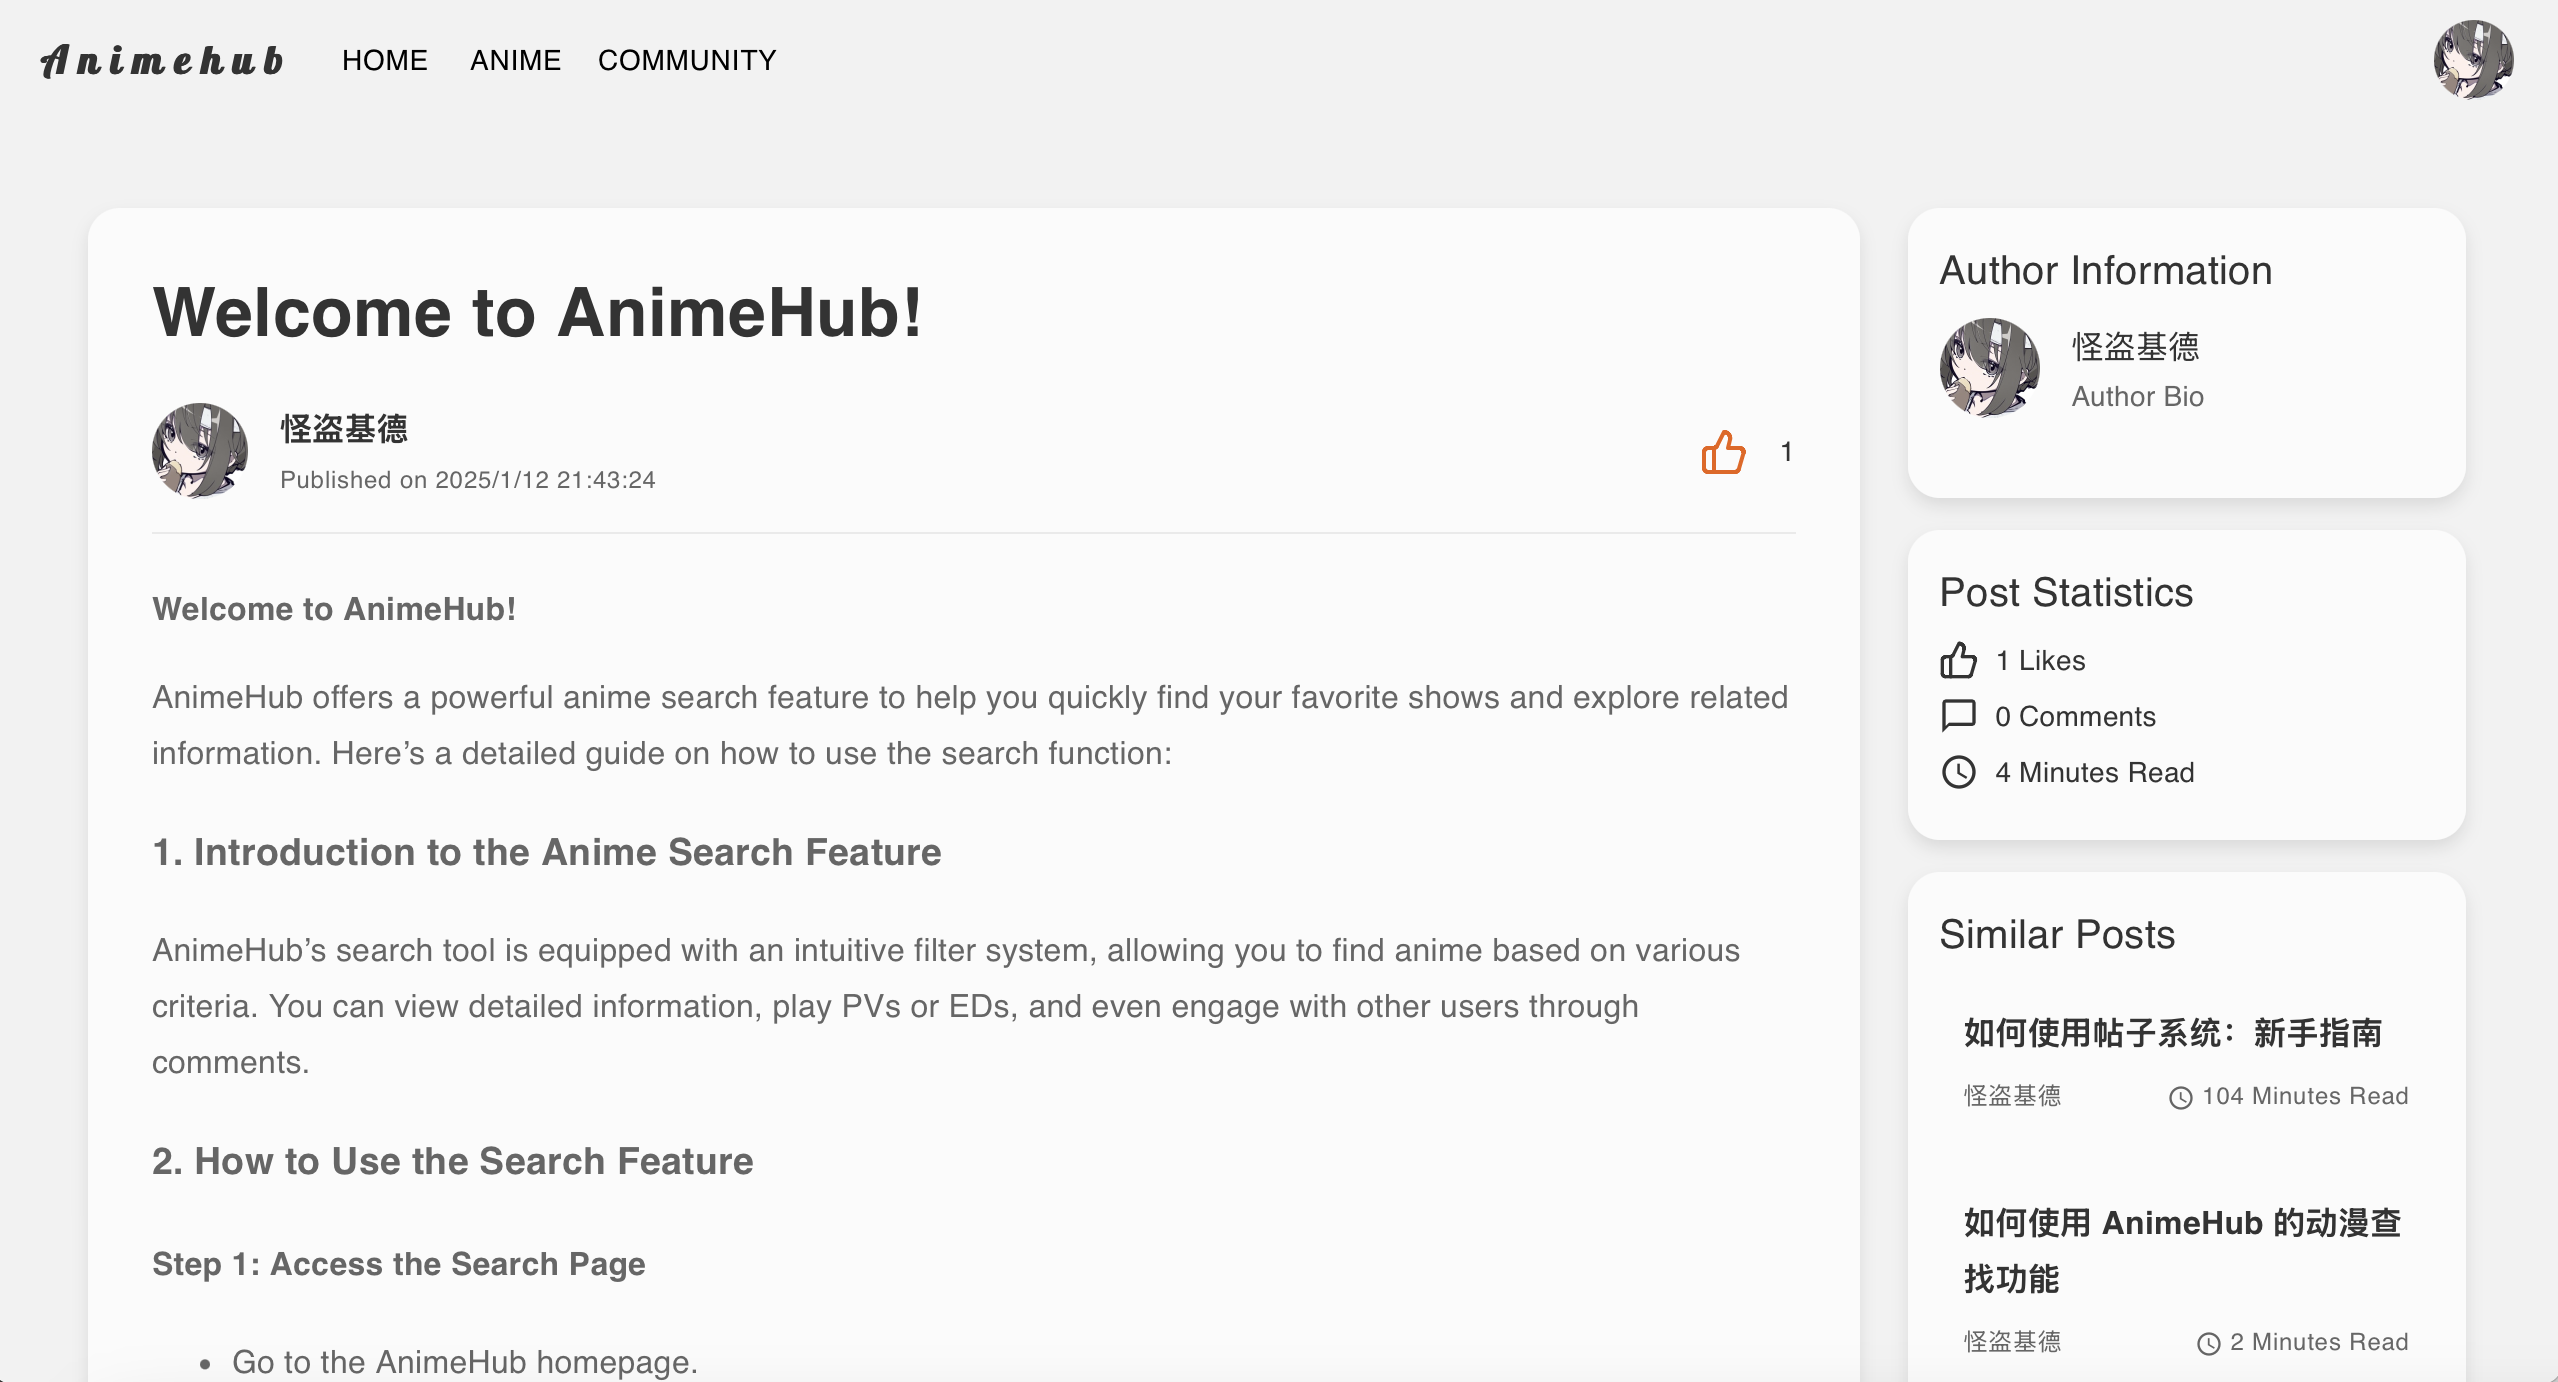 Animehub
HOME
ANIME
COMMUNITY
Welcome to AnimeHub!
怪盗基德
Published on 2025/1/12 21:43:24
1
Welcome to AnimeHub!
AnimeHub offers a powerful anime search feature to help you quickly find your favorite shows and explore related
information. Here’s a detailed guide on how to use the search function:
1. Introduction to the Anime Search Feature
AnimeHub’s search tool is equipped with an intuitive filter system, allowing you to find anime based on various
criteria. You can view detailed information, play PVs or EDs, and even engage with other users through
comments.
2. How to Use the Search Feature
Step 1: Access the Search Page
• Go to the AnimeHub homepage.
Author Information
怪盗基德
Author Bio
Post Statistics
1 Likes
0 Comments
4 Minutes Read
Similar Posts
如何使用帖子系统：新手指南
怪盗基德
104 Minutes Read
如何使用 AnimeHub 的动漫查
找功能
怪盗基德
2 Minutes Read